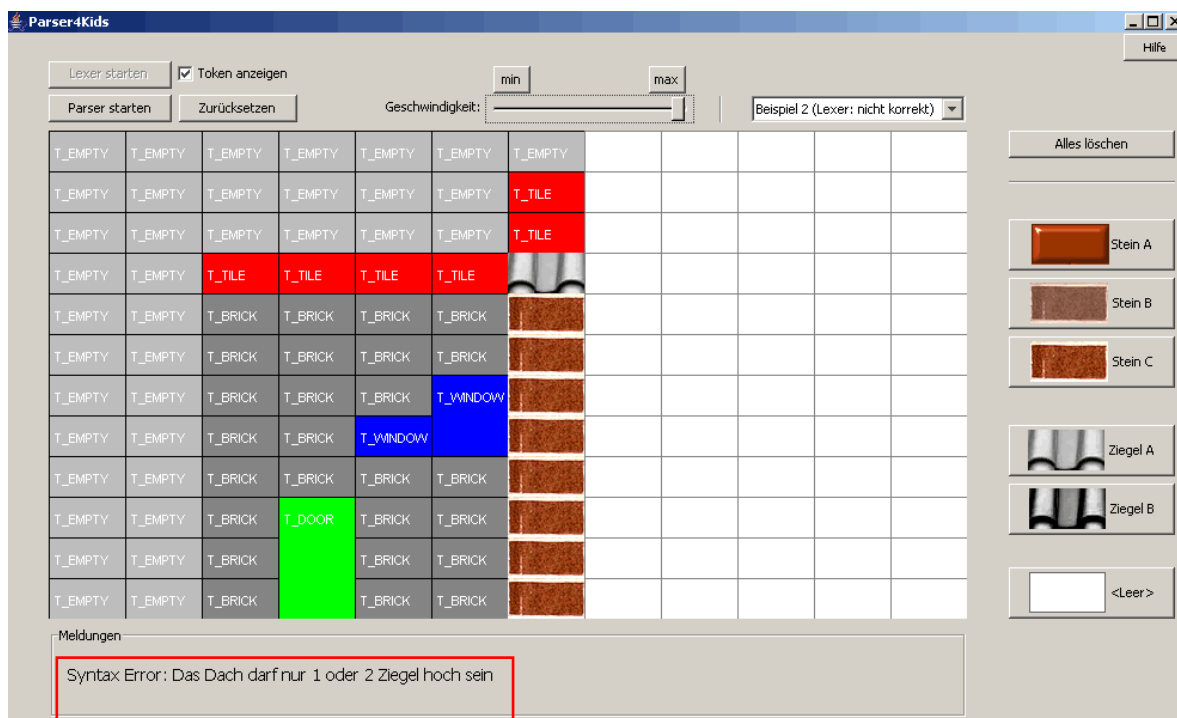 Parser4Kids
Hilfe
Lexer starten Token anzeigen min max
Parser starten Zurücksetzen Geschwindigkeit: Beispiel 2 (Lexer: nicht korrekt)
Alles löschen
T_EMPTY T_EMPTY T_EMPTY T_EMPTY T_EMPTY T_EMPTY T_EMPTY
T_EMPTY T_EMPTY T_EMPTY T_EMPTY T_EMPTY T_EMPTY T_TILE
T_EMPTY T_EMPTY T_EMPTY T_EMPTY T_EMPTY T_EMPTY T_TILE
Stein A
T_EMPTY T_EMPTY T_TILE T_TILE T_TILE T_TILE
T_EMPTY T_EMPTY T_BRICK T_BRICK T_BRICK T_BRICK
Stein B
T_EMPTY T_EMPTY T_BRICK T_BRICK T_BRICK T_BRICK
Stein C
T_EMPTY T_EMPTY T_BRICK T_BRICK T_BRICK T_WINDOW
T_EMPTY T_EMPTY T_BRICK T_BRICK T_WINDOW
Ziegel A
T_EMPTY T_EMPTY T_BRICK T_BRICK T_BRICK T_BRICK
Ziegel B
T_EMPTY T_EMPTY T_BRICK T_DOOR T_BRICK T_BRICK
T_EMPTY T_EMPTY T_BRICK T_BRICK T_BRICK
T_EMPTY T_EMPTY T_BRICK T_BRICK T_BRICK
<Leer>
Meldungen
Syntax Error: Das Dach darf nur 1 oder 2 Ziegel hoch sein